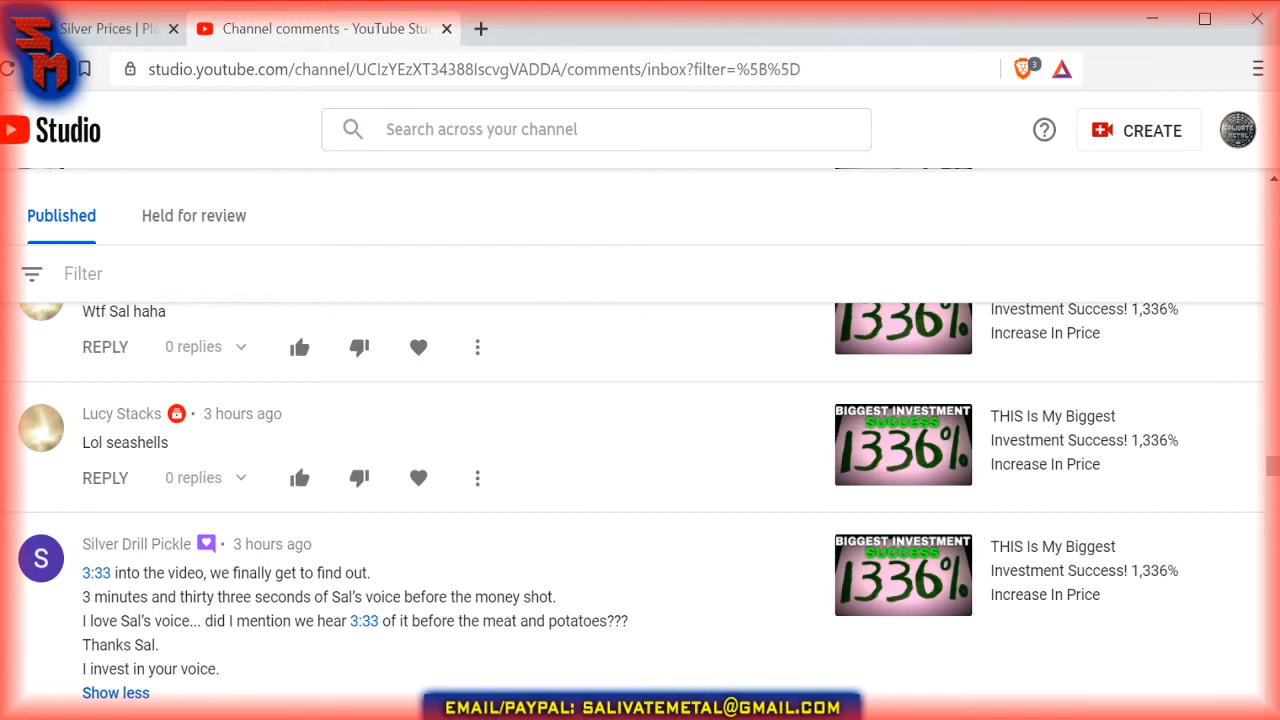 SM
Silver Prices | Pla
Channel comments - YouTube Stu
studio.youtube.com/channel/UCIzYEzXT34388IscvgVADDA/comments/inbox?filter=%5B%5D
3
Studio
Search across your channel
CREATE
SALIVATE
METAL
Published
Held for review
Filter
Wtf Sal haha
REPLY 0 replies
1336%
Investment Success! 1,336%
Increase In Price
Lucy Stacks • 3 hours ago
Lol seashells
REPLY 0 replies
BIGGEST INVESTMENT
SUCCESS
1336%
THIS Is My Biggest
Investment Success! 1,336%
Increase In Price
S
Silver Drill Pickle • 3 hours ago
3:33 into the video, we finally get to find out.
3 minutes and thirty three seconds of Sal's voice before the money shot.
I love Sal's voice... did I mention we hear 3:33 of it before the meat and potatoes???
Thanks Sal.
I invest in your voice.
Show less
BIGGEST INVESTMENT
SUCCESS
1336%
THIS Is My Biggest
Investment Success! 1,336%
Increase In Price
EMAIL/PAYPAL: SALIVATEMETAL@GMAIL.COM